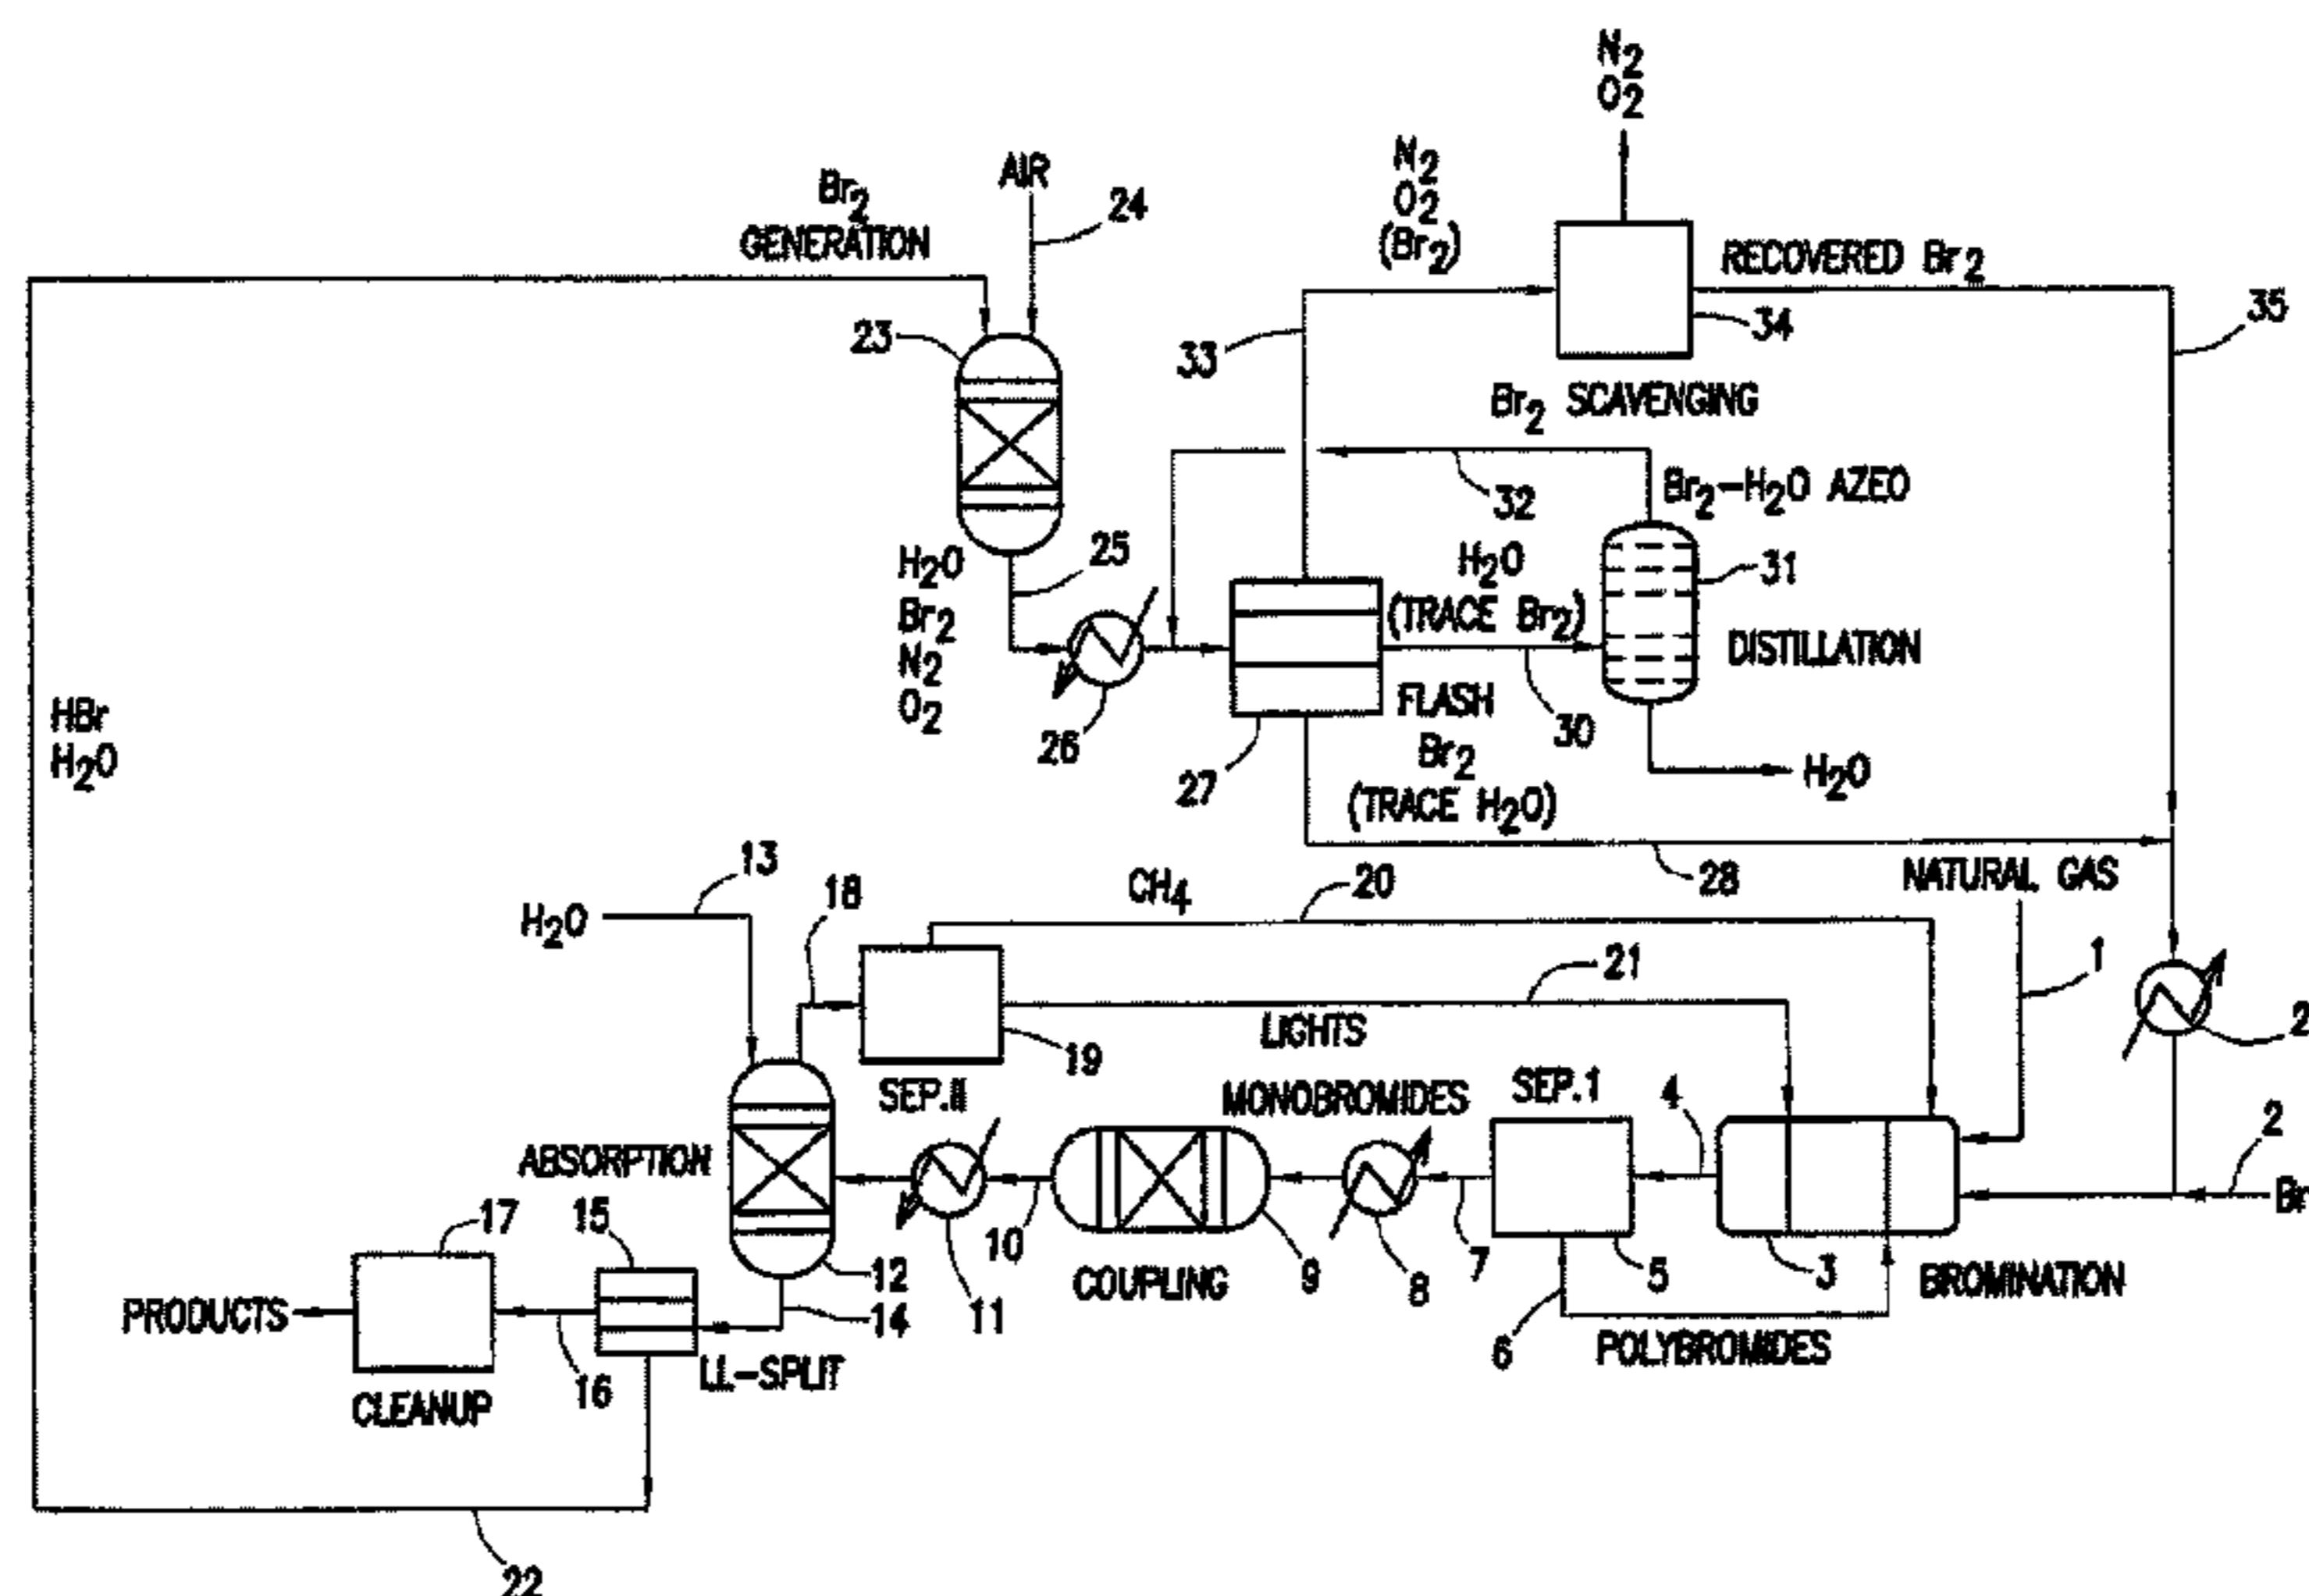 N2
O2
N2
O2
(Br2)
AIR
24
Br2
GENERATION
RECOVERED Br2
35
34
23
33
Br2 SCAVENGING
32
Br2-H2O AZEO
25
H2O
Br2
N2
O2
H2O
(TRACE Br2)
31
DISTILLATION
FLASH
30
26
27
Br2
(TRACE H2O)
H2O
HBr
H2O
13
18
CH4
20
28
NATURAL GAS
H2O
21
1
LIGHTS
19
2
SEP.II
MONOBROMIDES
SEP.1
4
2
ABSORPTION
Br
17
15
12
10
COUPLING
9
8
7
5
3
BROMINATION
PRODUCTS
14
11
6
POLYBROMIDES
16
LL-SPLIT
CLEANUP
22